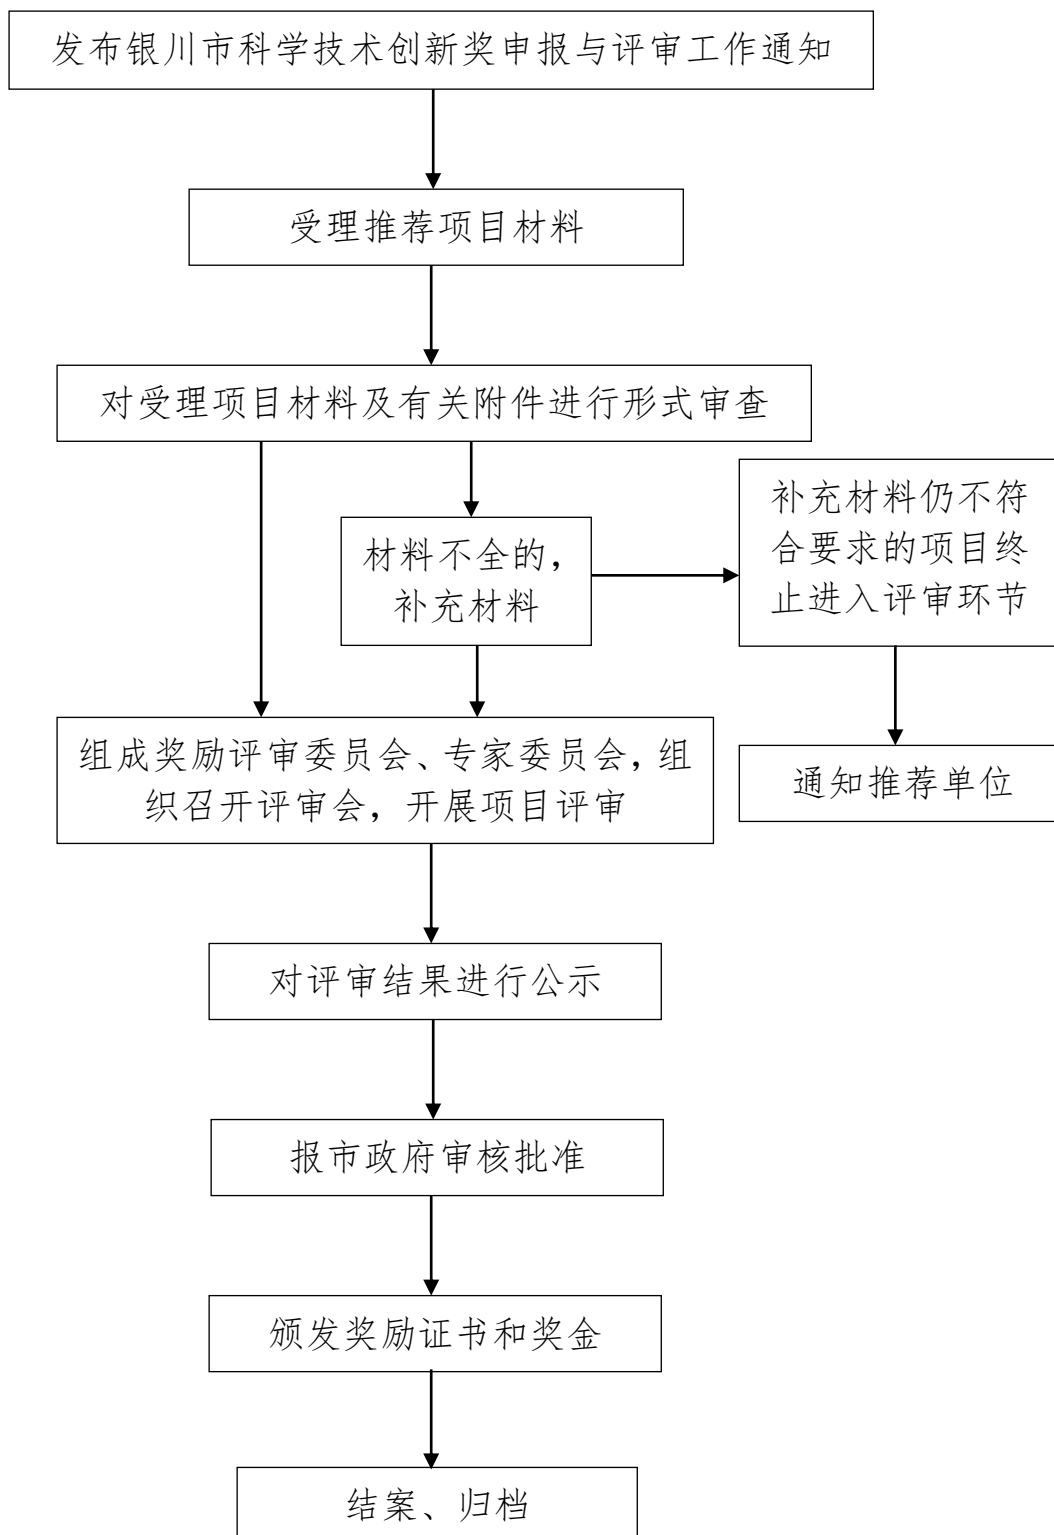 发布银川市科学技术创新奖申报与评审工作通知
受理推荐项目材料
对受理项目材料及有关附件进行形式审查
材料不全的，
补充材料
补充材料仍不符
合要求的项目终
止进入评审环节
组成奖励评审委员会、专家委员会，组
织召开评审会，开展项目评审
通知推荐单位
对评审结果进行公示
报市政府审核批准
颁发奖励证书和奖金
结案、归档